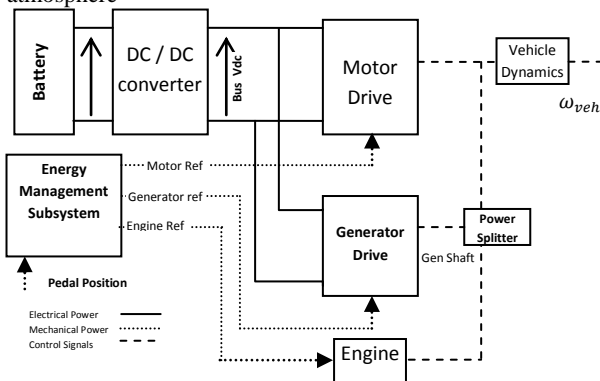 atmosphere
Battery
DC / DC
converter
Bus Vdc
Motor
Drive
Vehicle
Dynamics
ωveh
Energy
Management
Subsystem
Motor Ref
Generator ref
Engine Ref
Pedal Position
Generator
Drive
Gen Shaft
Power
Splitter
Engine
Electrical Power
Mechanical Power
Control Signals